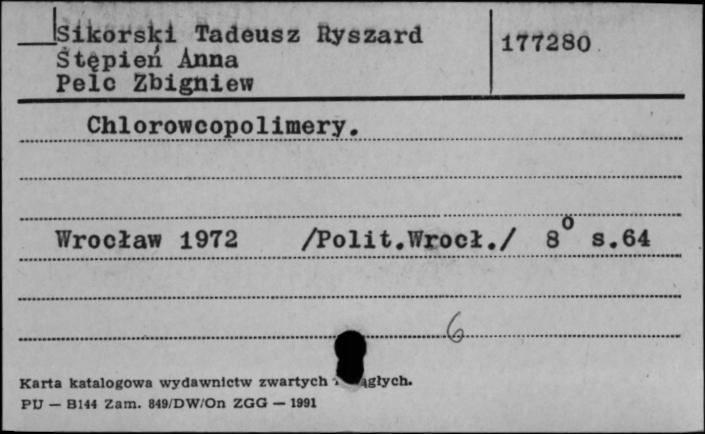 Sikorski Tadeusz Ryszard
177280
Stępień Anna
Pelc Zbigniew
Chlorowcopolimery.
Wrocław 1972 /Polit.Wrocł./ 8° s.64
6
Karta katalogowa wydawnictw zwartych
PU — B144 Zam. 849/DW/On ZGG — 1991